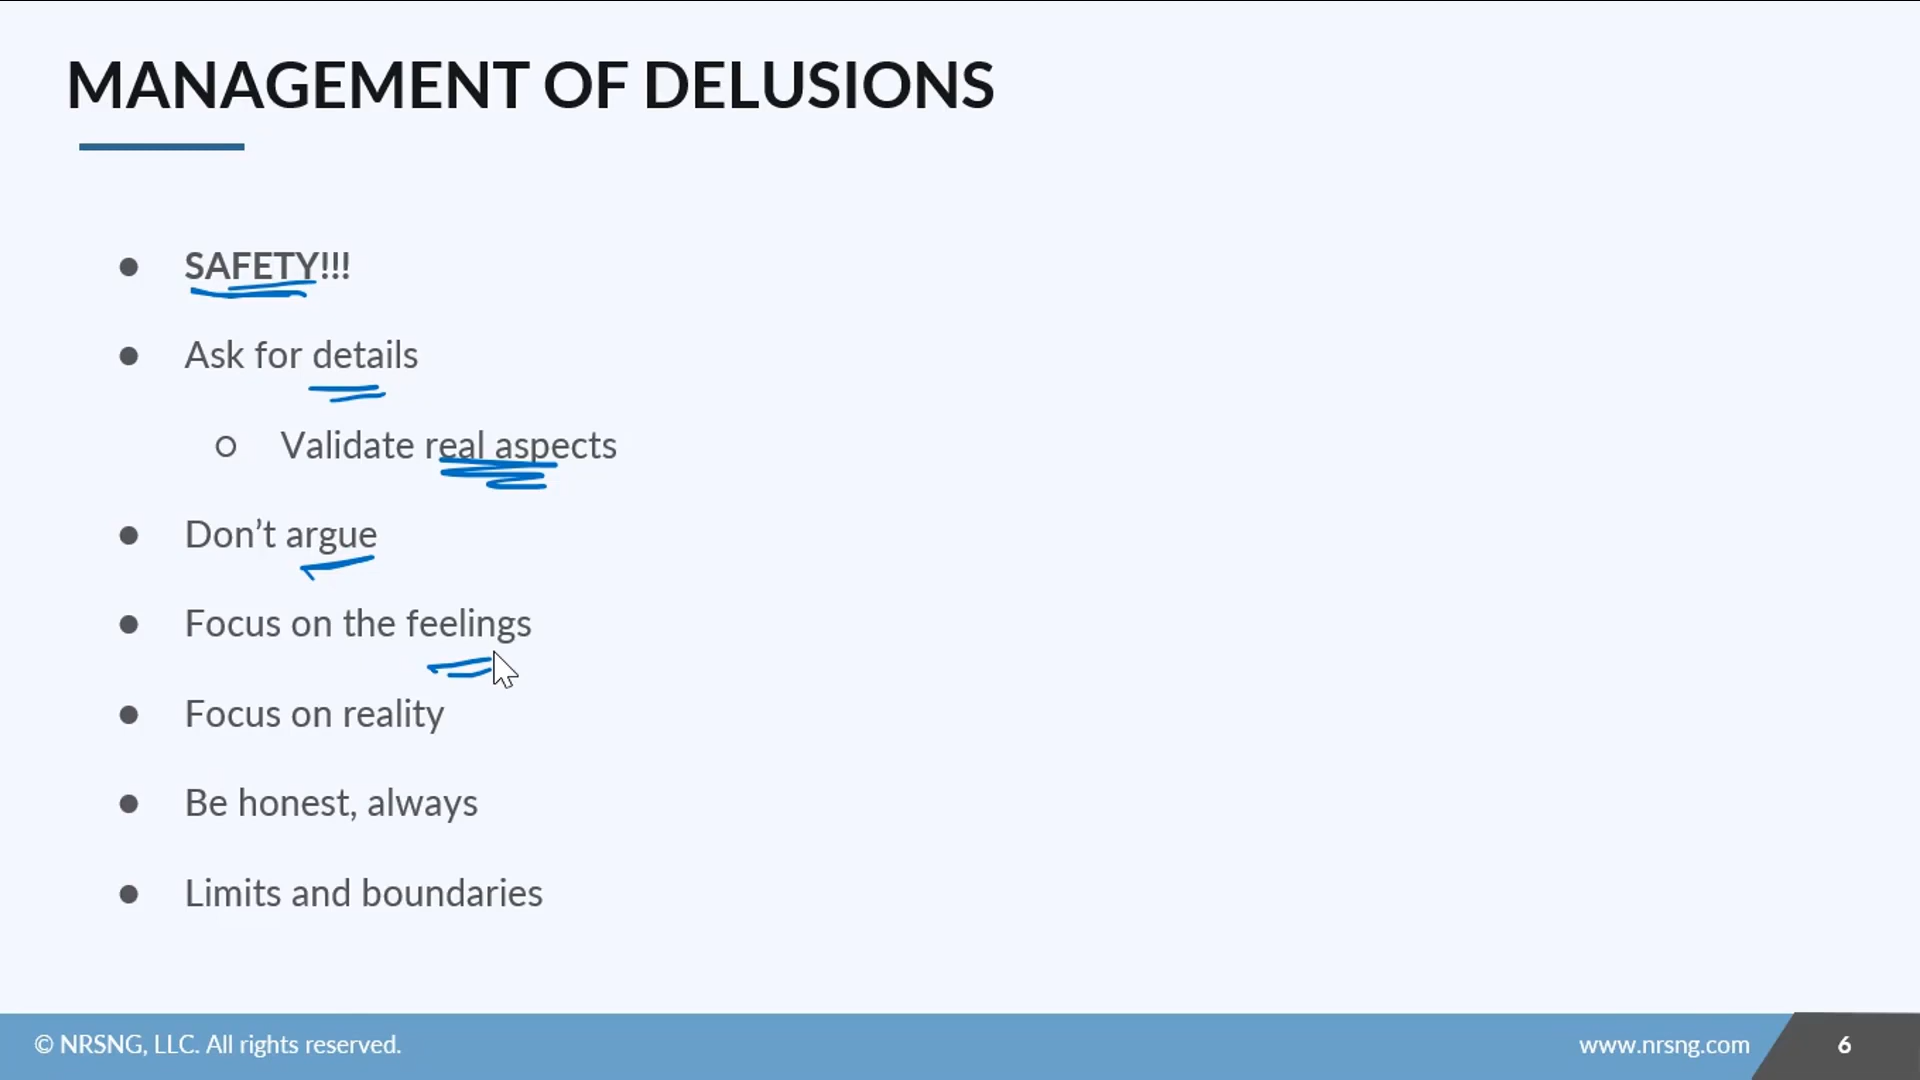 MANAGEMENT OF DELUSIONS
● SAFETY!!!
● Ask for details
○ Validate real aspects
● Don’t argue
● Focus on the feelings
● Focus on reality
● Be honest, always
● Limits and boundaries
© NRSNG, LLC. All rights reserved.
www.nrsng.com
6